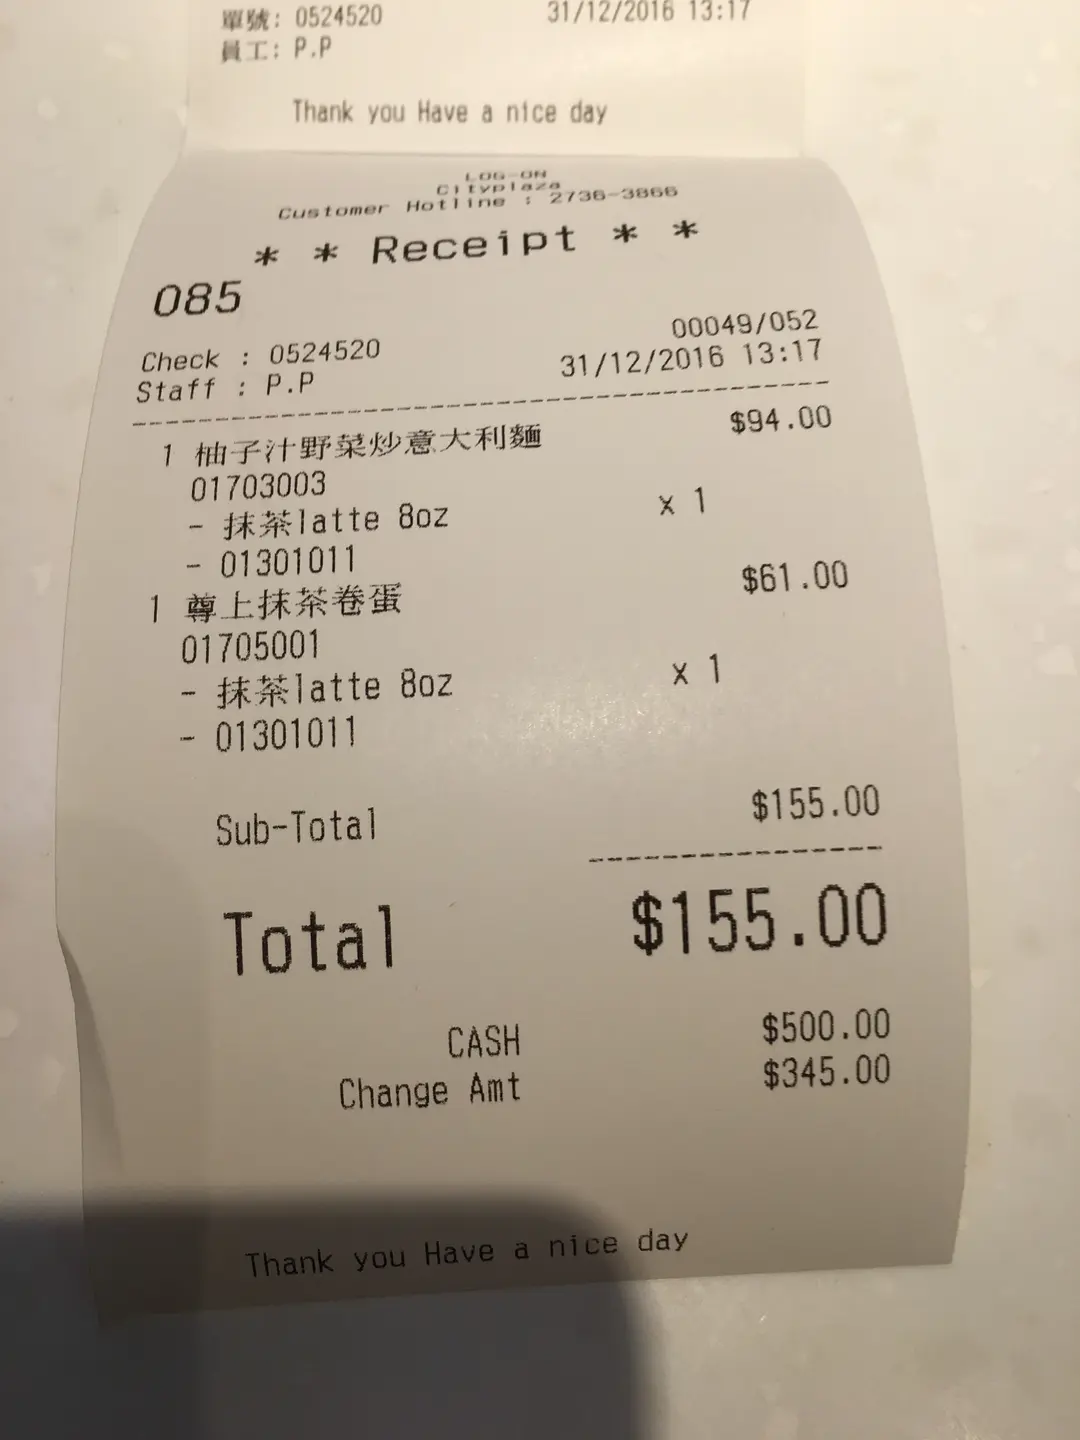 單號: 0524520 31/12/2016 13:17
員工: P.P
Thank you Have a nice day
LOG-ON
Cityplaza
Customer Hotline : 2736-3866
* * Receipt * *
085
00049/052
Check : 0524520
31/12/2016 13:17
Staff : P.P
1 柚子汁野菜炒意大利麵 $94.00
01703003
- 抹茶latte 8oz x 1
- 01301011
1 尊上抹茶卷蛋 $61.00
01705001
- 抹茶latte 8oz x 1
- 01301011
Sub-Total $155.00
Total $155.00
CASH $500.00
Change Amt $345.00
Thank you Have a nice day